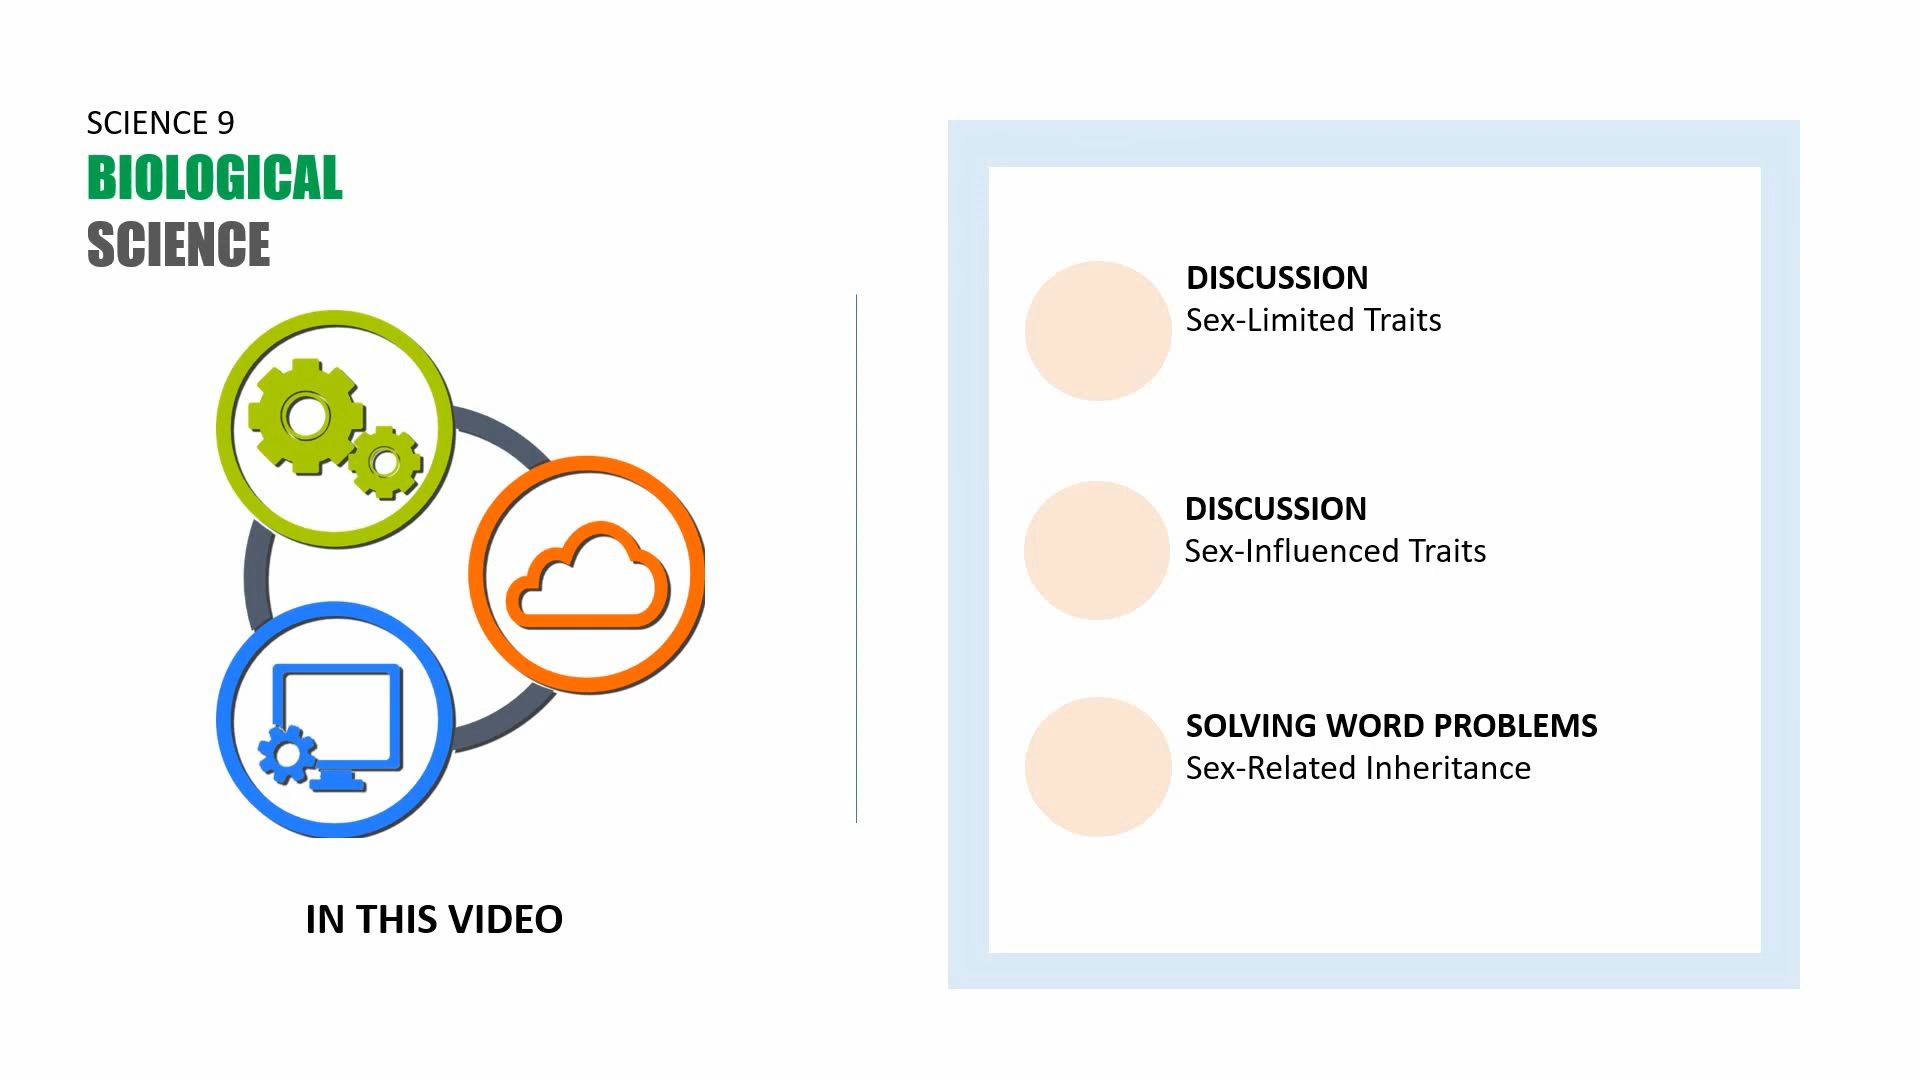 SCIENCE 9
BIOLOGICAL
SCIENCE
IN THIS VIDEO
DISCUSSION
Sex-Limited Traits
DISCUSSION
Sex-Influenced Traits
SOLVING WORD PROBLEMS
Sex-Related Inheritance